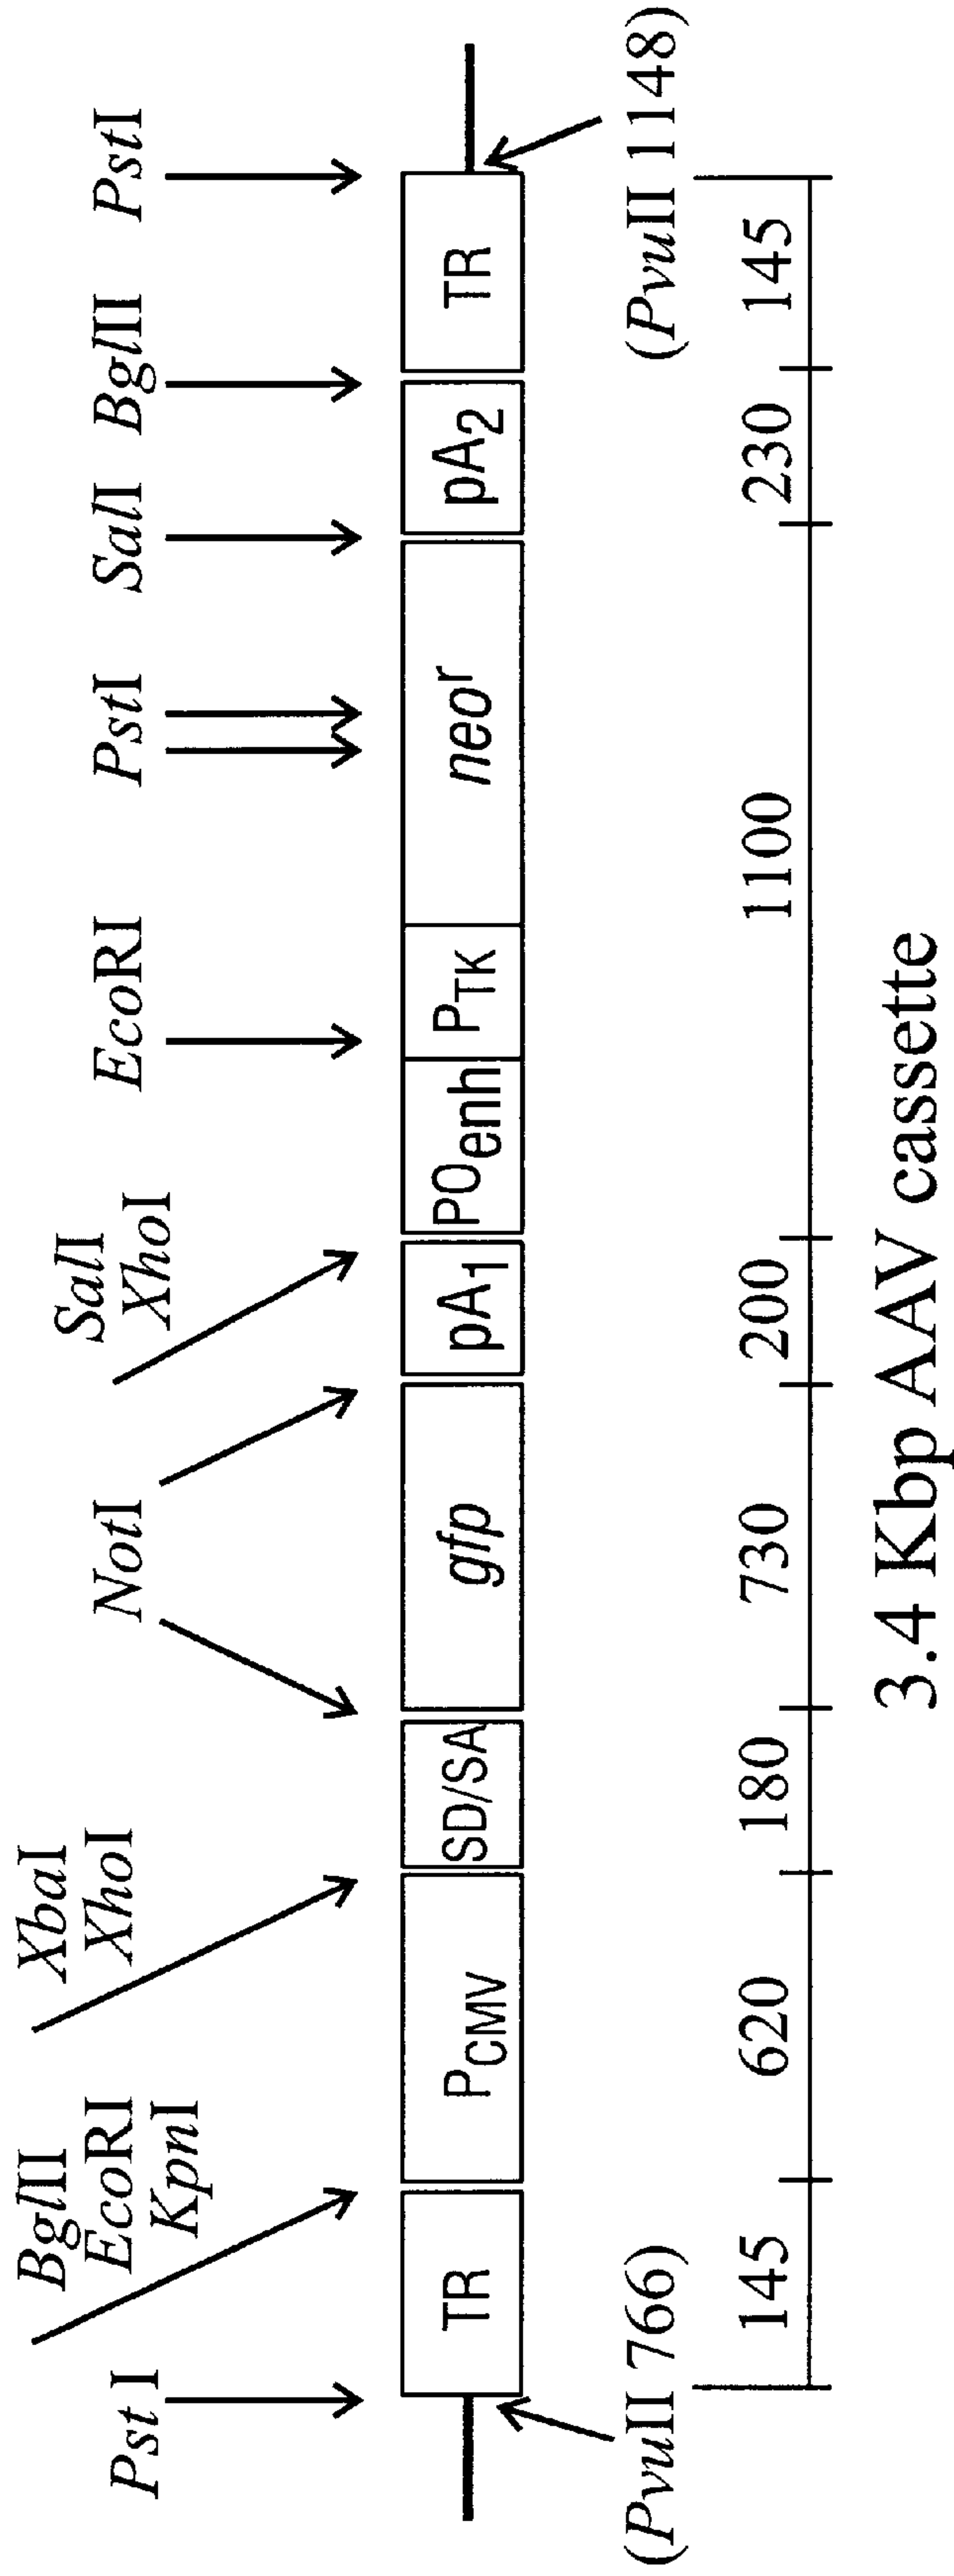 Pst I
BglII
EcoRI
KpnI
XbaI
XhoI
NotI
SalI
XhoI
EcoRI
PstI
SalI
BglII
PstI
TR
PCMV
SD/SA
gfp
pA1
POenh
PTK
neor
pA2
TR
(PvuII 766)
(PvuII 1148)
145
620
180
730
200
1100
230
145
3.4 Kbp AAV cassette